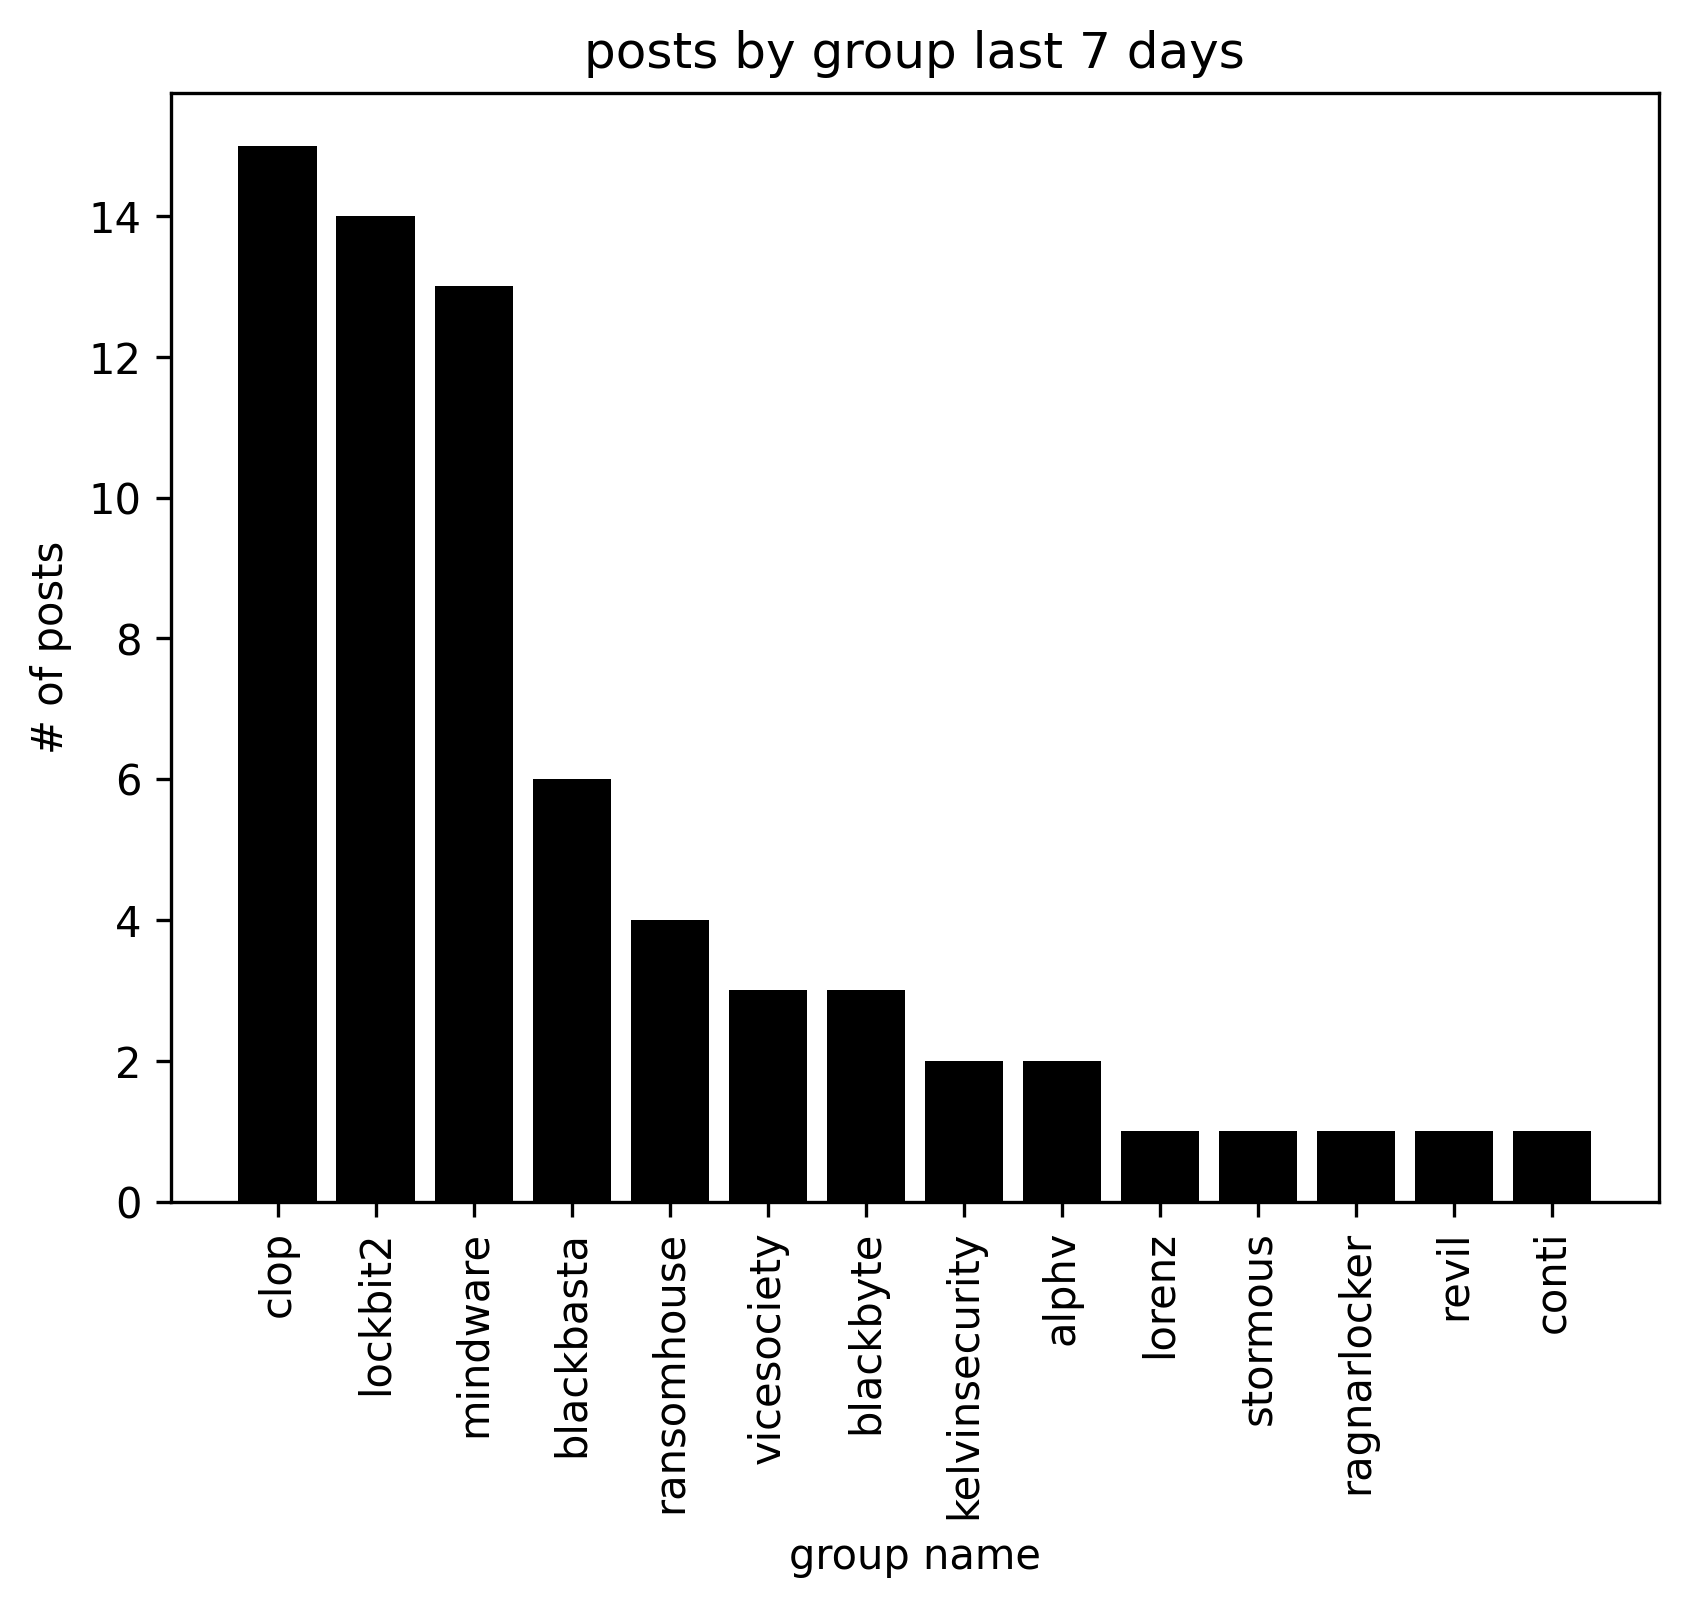 posts by group last 7 days
# of posts
14
12
10
8
6
4
2
0
clop
lockbit2
mindware
blackbasta
ransomhouse
vicesociety
blackbyte
kelvinsecurity
alphv
lorenz
stormous
ragnarlocker
revil
conti
group name